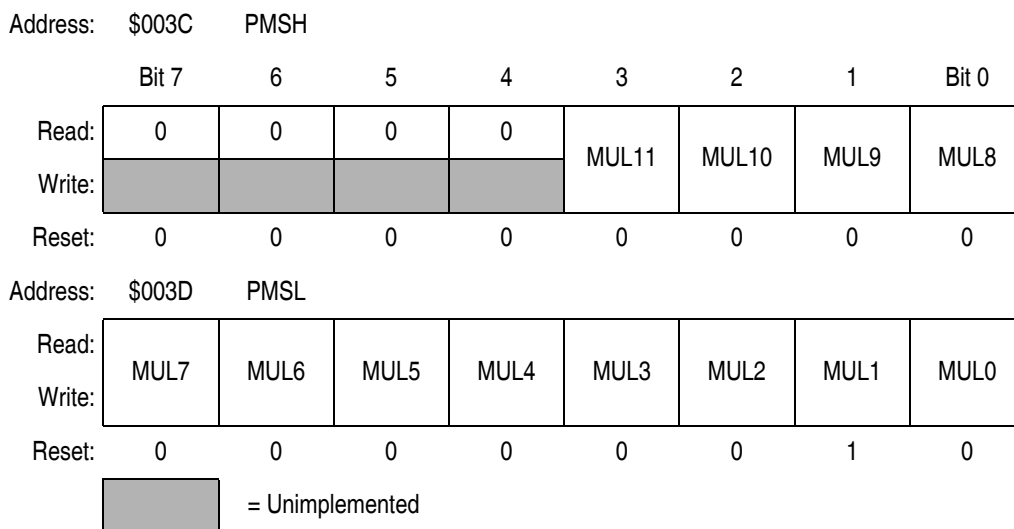 Address: $003C PMSH
Bit 7 6 5 4 3 2 1 Bit 0
Read: 0 0 0 0 MUL11 MUL10 MUL9 MUL8
Write:
Reset: 0 0 0 0 0 0 0 0
Address: $003D PMSL
Read: MUL7 MUL6 MUL5 MUL4 MUL3 MUL2 MUL1 MUL0
Write:
Reset: 0 0 0 0 0 0 1 0
= Unimplemented